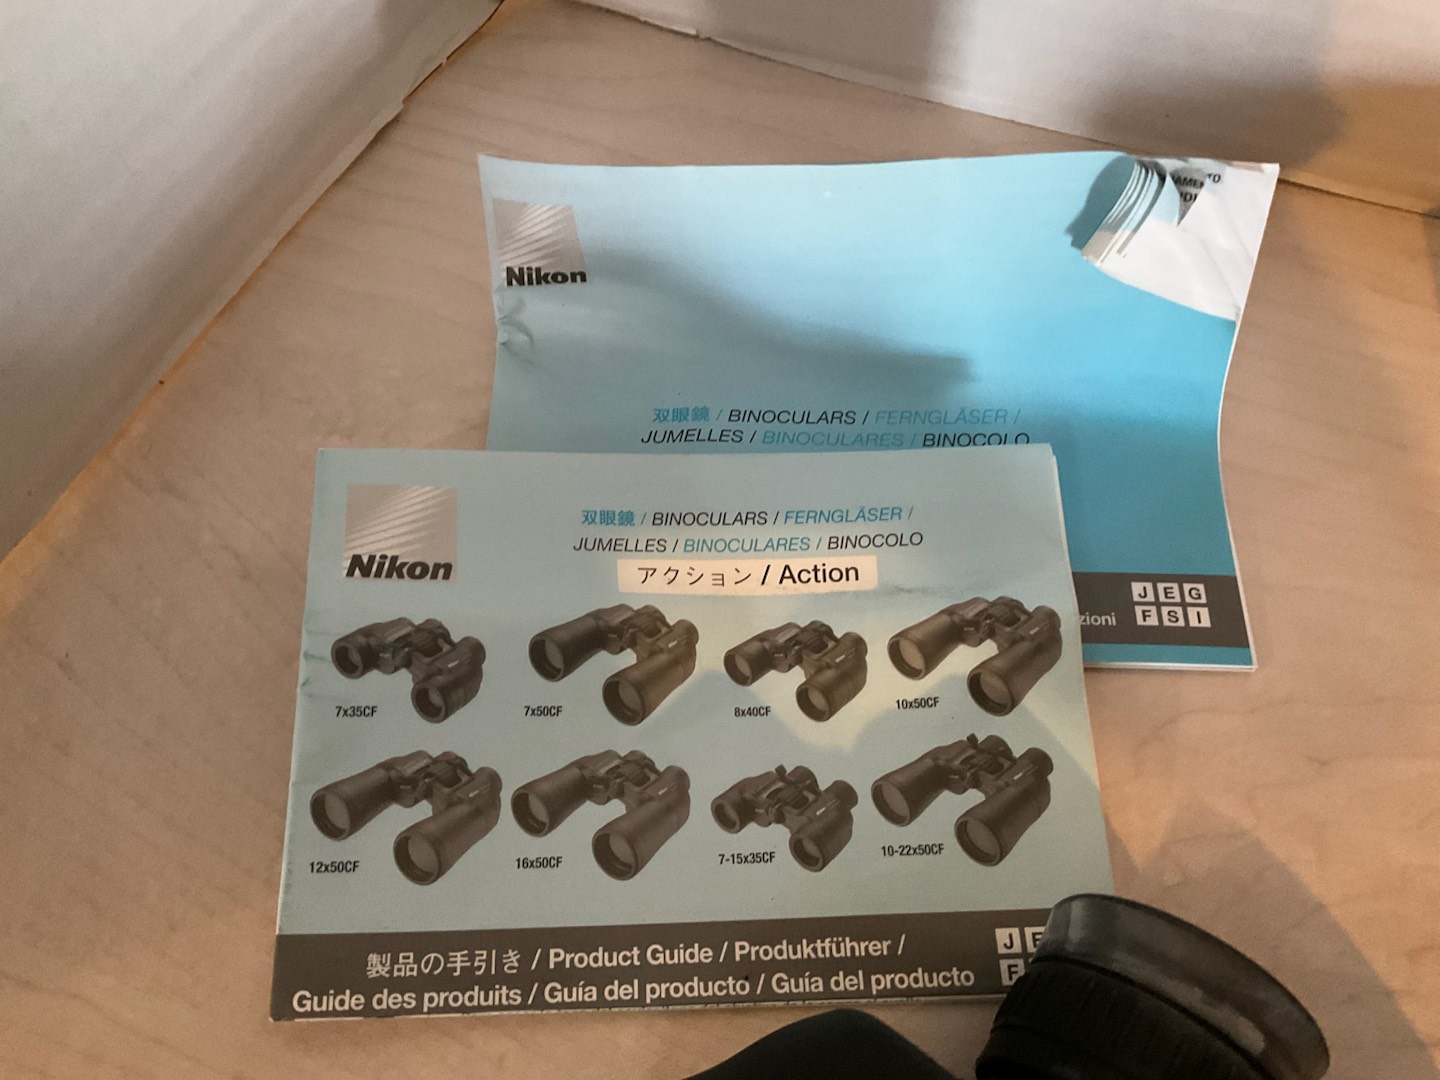 AMENTO
Nikon
双眼鏡 / BINOCULARS / FERNGLÄSER /
JUMELLES / BINOCULARES / BINOCOLO
zioni
J E G
F S I
Nikon
双眼鏡 / BINOCULARS / FERNGLÄSER /
JUMELLES / BINOCULARES / BINOCOLO
アクション / Action
7x35CF 7x50CF 8x40CF 10x50CF
12x50CF 16x50CF 7-15x35CF 10-22x50CF
製品の手引き / Product Guide / Produktführer /
Guide des produits / Guía del producto / Guía del producto
J E
F